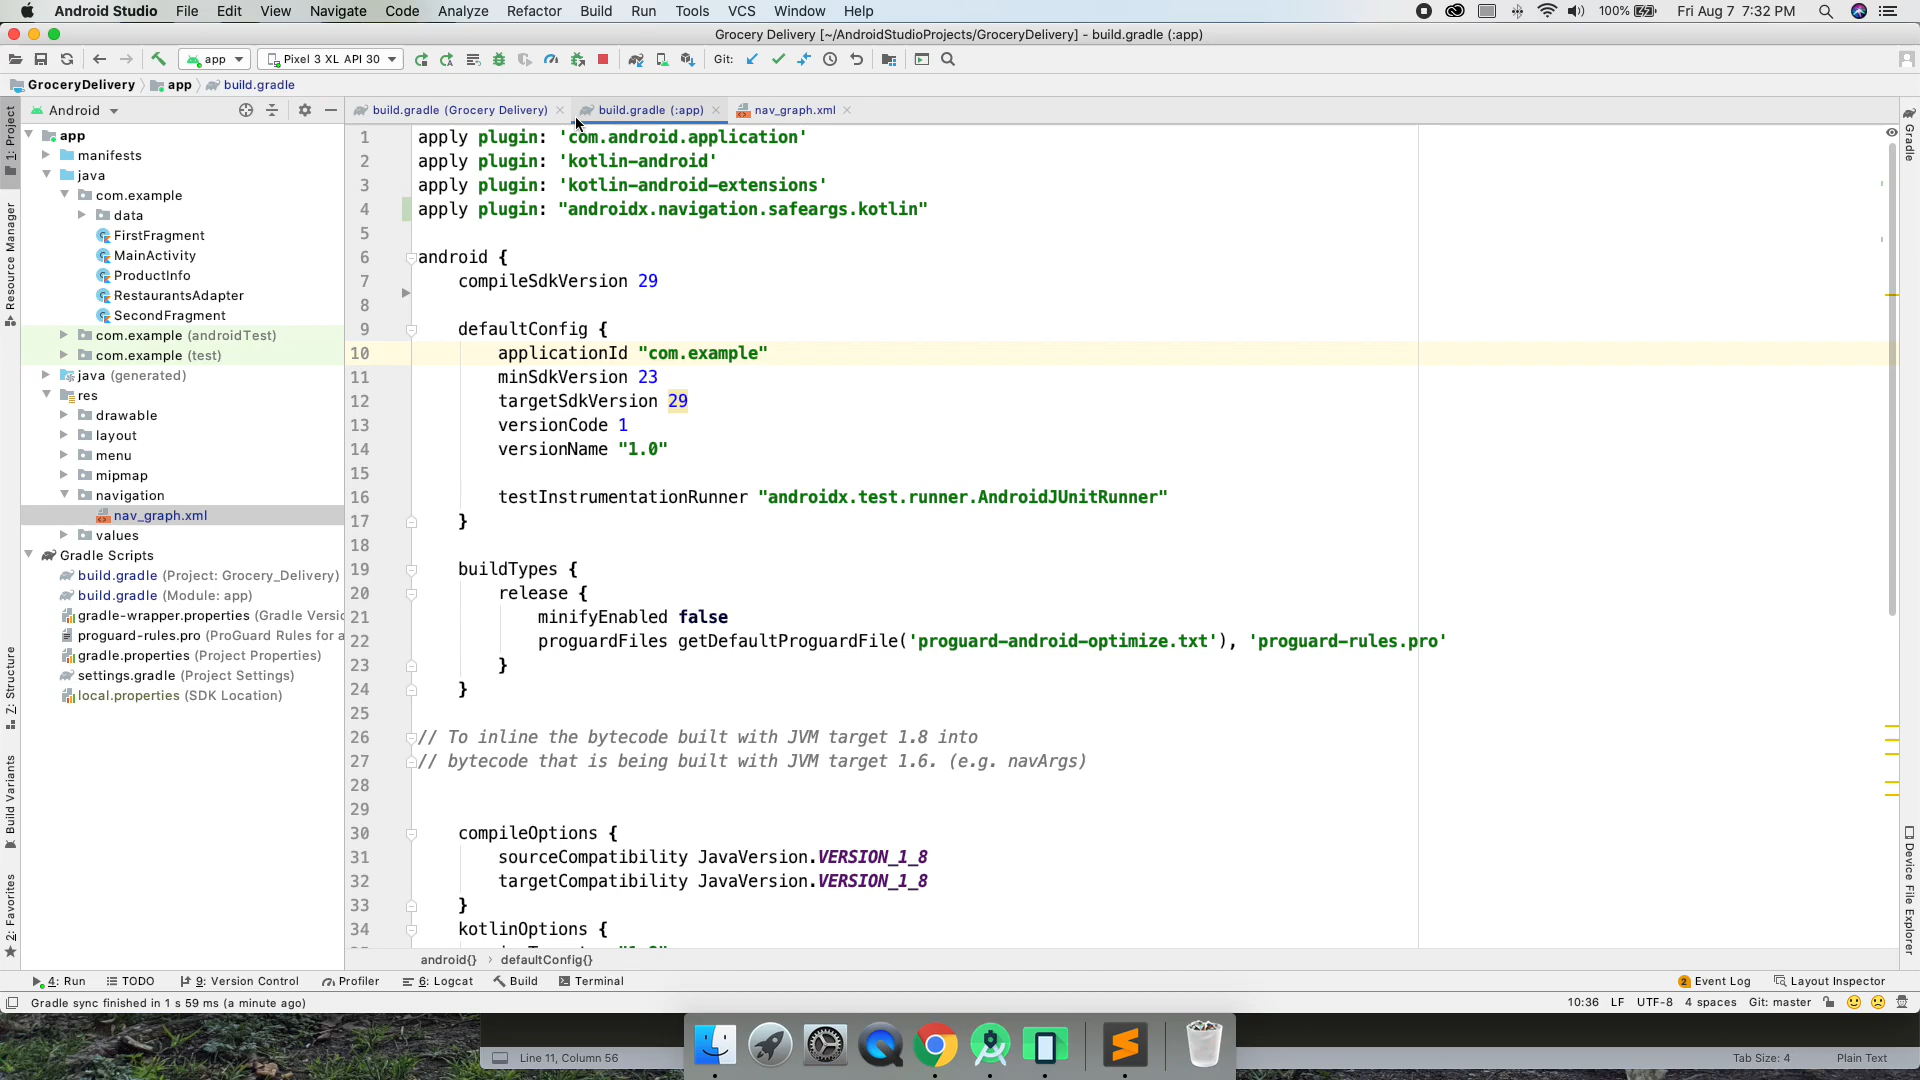 Android Studio File Edit View Navigate Code Analyze Refactor Build Run Tools VCS Window Help 100% Fri Aug 7 7:32 PM
Grocery Delivery [~/AndroidStudioProjects/GroceryDelivery] - build.gradle (:app)
app Pixel 3 XL API 30 Git:
GroceryDelivery app build.gradle
Android build.gradle (Grocery Delivery) build.gradle (:app) nav_graph.xml
1: Project
Resource Manager
Z: Structure
Build Variants
2: Favorites
app
manifests
java
com.example
data
FirstFragment
MainActivity
ProductInfo
RestaurantsAdapter
SecondFragment
com.example (androidTest)
com.example (test)
java (generated)
res
drawable
layout
menu
mipmap
navigation
nav_graph.xml
values
Gradle Scripts
build.gradle (Project: Grocery_Delivery)
build.gradle (Module: app)
gradle-wrapper.properties (Gradle Versic
proguard-rules.pro (ProGuard Rules for a
gradle.properties (Project Properties)
settings.gradle (Project Settings)
local.properties (SDK Location)
1 apply plugin: 'com.android.application'
2 apply plugin: 'kotlin-android'
3 apply plugin: 'kotlin-android-extensions'
4 apply plugin: "androidx.navigation.safeargs.kotlin"
5
6 android {
7 compileSdkVersion 29
8
9 defaultConfig {
10 applicationId "com.example"
11 minSdkVersion 23
12 targetSdkVersion 29
13 versionCode 1
14 versionName "1.0"
15
16 testInstrumentationRunner "androidx.test.runner.AndroidJUnitRunner"
17 }
18
19 buildTypes {
20 release {
21 minifyEnabled false
22 proguardFiles getDefaultProguardFile('proguard-android-optimize.txt'), 'proguard-rules.pro'
23 }
24 }
25
26 // To inline the bytecode built with JVM target 1.8 into
27 // bytecode that is being built with JVM target 1.6. (e.g. navArgs)
28
29
30 compileOptions {
31 sourceCompatibility JavaVersion.VERSION_1_8
32 targetCompatibility JavaVersion.VERSION_1_8
33 }
34 kotlinOptions {
android{} › defaultConfig{}
Gradle
Device File Explorer
4: Run TODO 9: Version Control Profiler 6: Logcat Build Terminal 2 Event Log Layout Inspector
Gradle sync finished in 1 s 59 ms (a minute ago) 10:36 LF UTF-8 4 spaces Git: master
Line 11, Column 56 Tab Size: 4 Plain Text